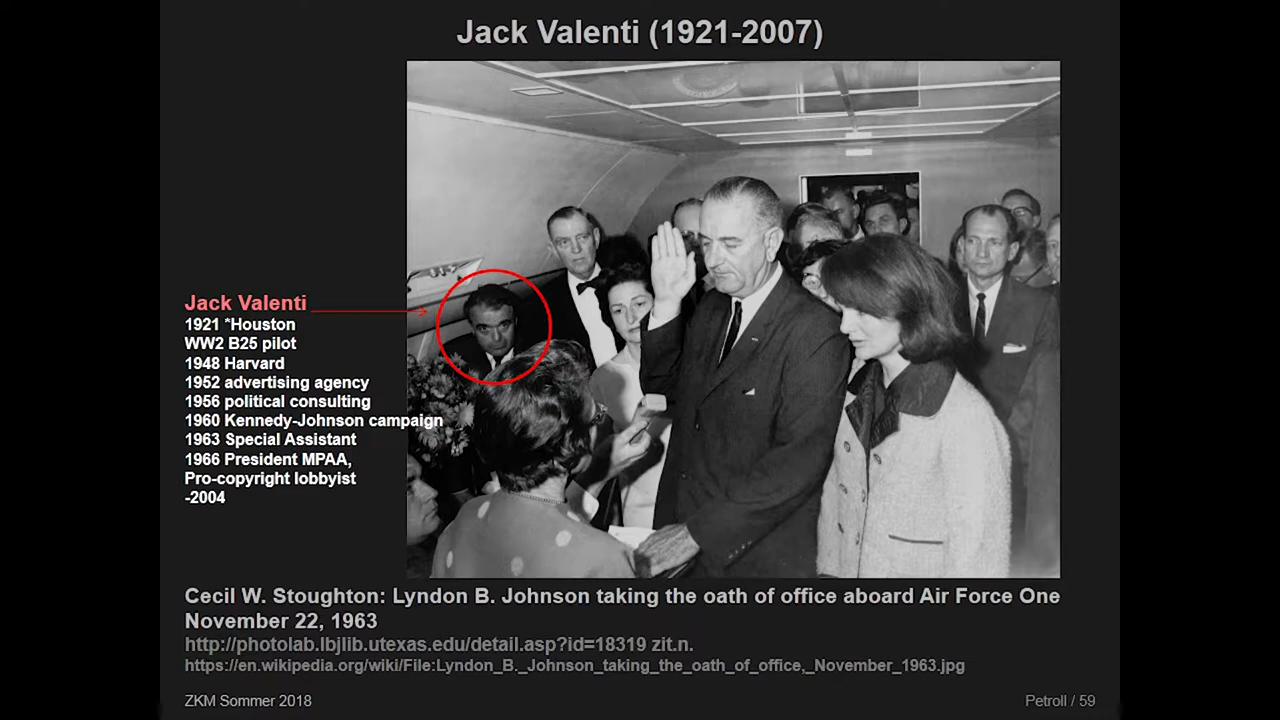 Jack Valenti (1921-2007)
Jack Valenti
1921 *Houston
WW2 B25 pilot
1948 Harvard
1952 advertising agency
1956 political consulting
1960 Kennedy-Johnson campaign
1963 Special Assistant
1966 President MPAA,
Pro-copyright lobbyist
-2004
Cecil W. Stoughton: Lyndon B. Johnson taking the oath of office aboard Air Force One
November 22, 1963
http://photolab.lbjlib.utexas.edu/detail.asp?id=18319 zit.n.
https://en.wikipedia.org/wiki/File:Lyndon_B._Johnson_taking_the_oath_of_office,_November_1963.jpg
ZKM Sommer 2018
Petroll / 59